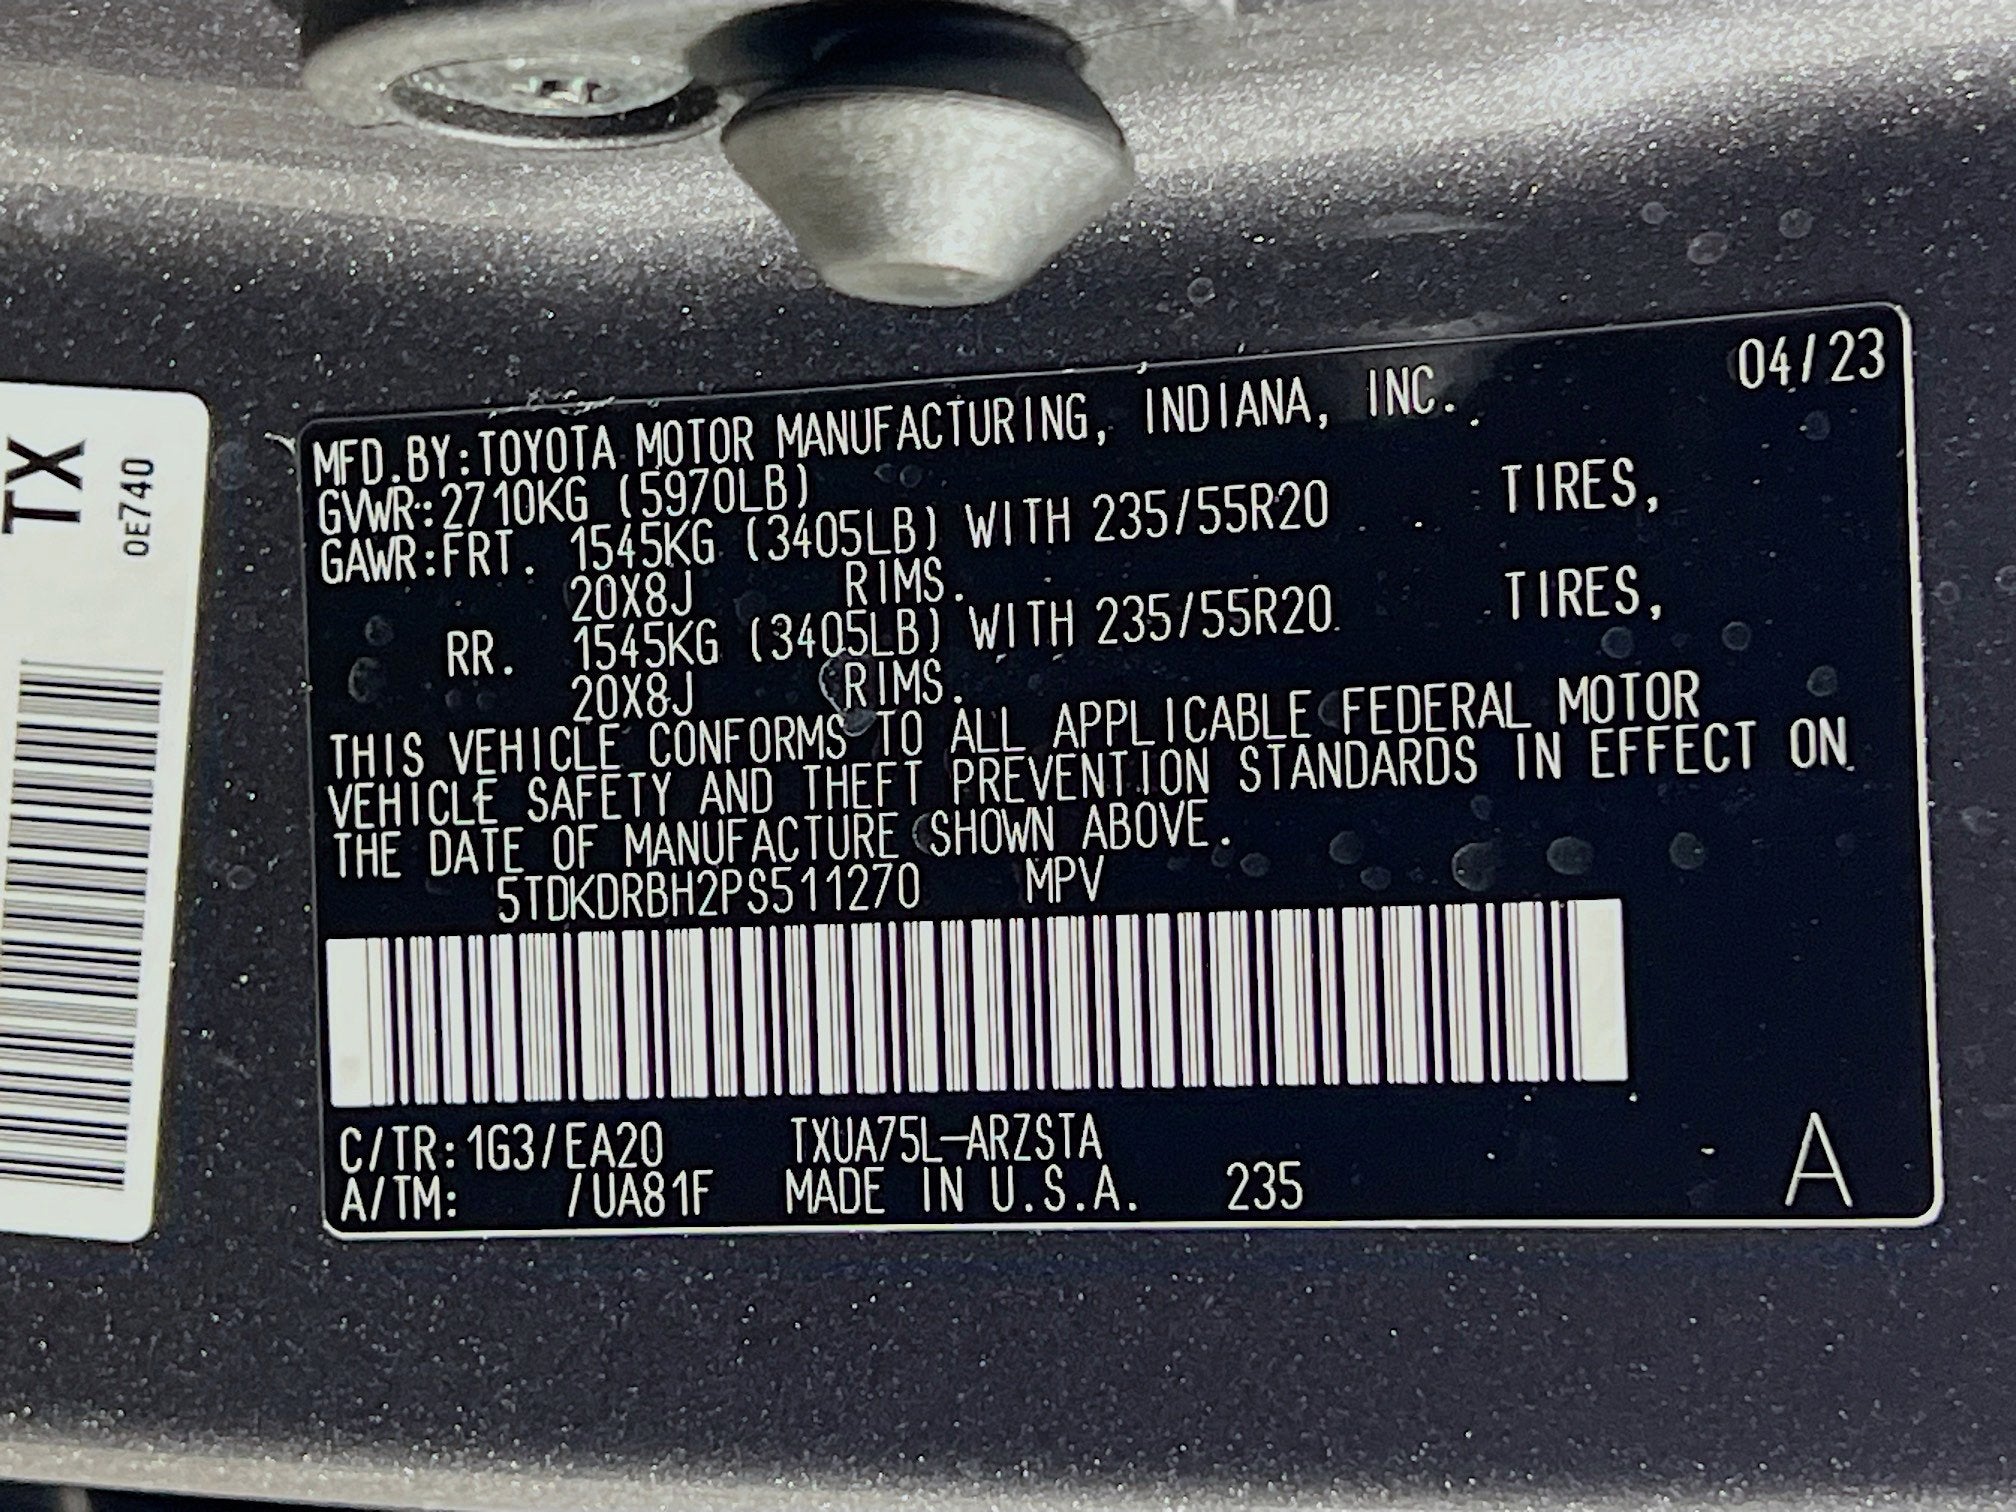 TX
0E740
04/23
MFD.BY:TOYOTA MOTOR MANUFACTURING, INDIANA, INC.
GVWR:2710KG (5970LB)
GAWR:FRT. 1545KG (3405LB) WITH 235/55R20 TIRES,
20X8J RIMS.
RR. 1545KG (3405LB) WITH 235/55R20 TIRES,
20X8J RIMS.
THIS VEHICLE CONFORMS TO ALL APPLICABLE FEDERAL MOTOR
VEHICLE SAFETY AND THEFT PREVENTION STANDARDS IN EFFECT ON
THE DATE OF MANUFACTURE SHOWN ABOVE.
5TDKDRBH2PS511270 MPV
C/TR:1G3/EA20 TXUA75L-ARZSTA
A/TM: /UA81F MADE IN U.S.A. 235 A